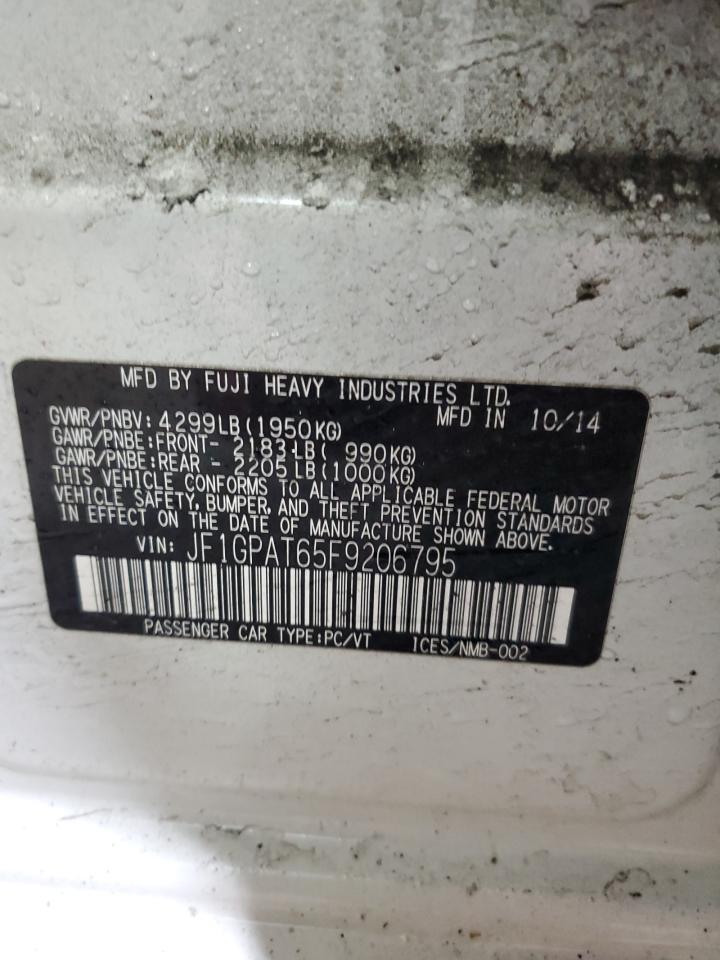 MFD BY FUJI HEAVY INDUSTRIES LTD.
GVWR/PNBV: 4299LB(1950KG) MFD IN 10/14
GAWR/PNBE:FRONT- 2183LB( 990KG)
GAWR/PNBE:REAR - 2205LB(1000KG)
THIS VEHICLE CONFORMS TO ALL APPLICABLE FEDERAL MOTOR
VEHICLE SAFETY, BUMPER, AND THEFT PREVENTION STANDARDS
IN EFFECT ON THE DATE OF MANUFACTURE SHOWN ABOVE.
VIN: JF1GPAT65F9206795
PASSENGER CAR TYPE:PC/VT ICES/NMB-002